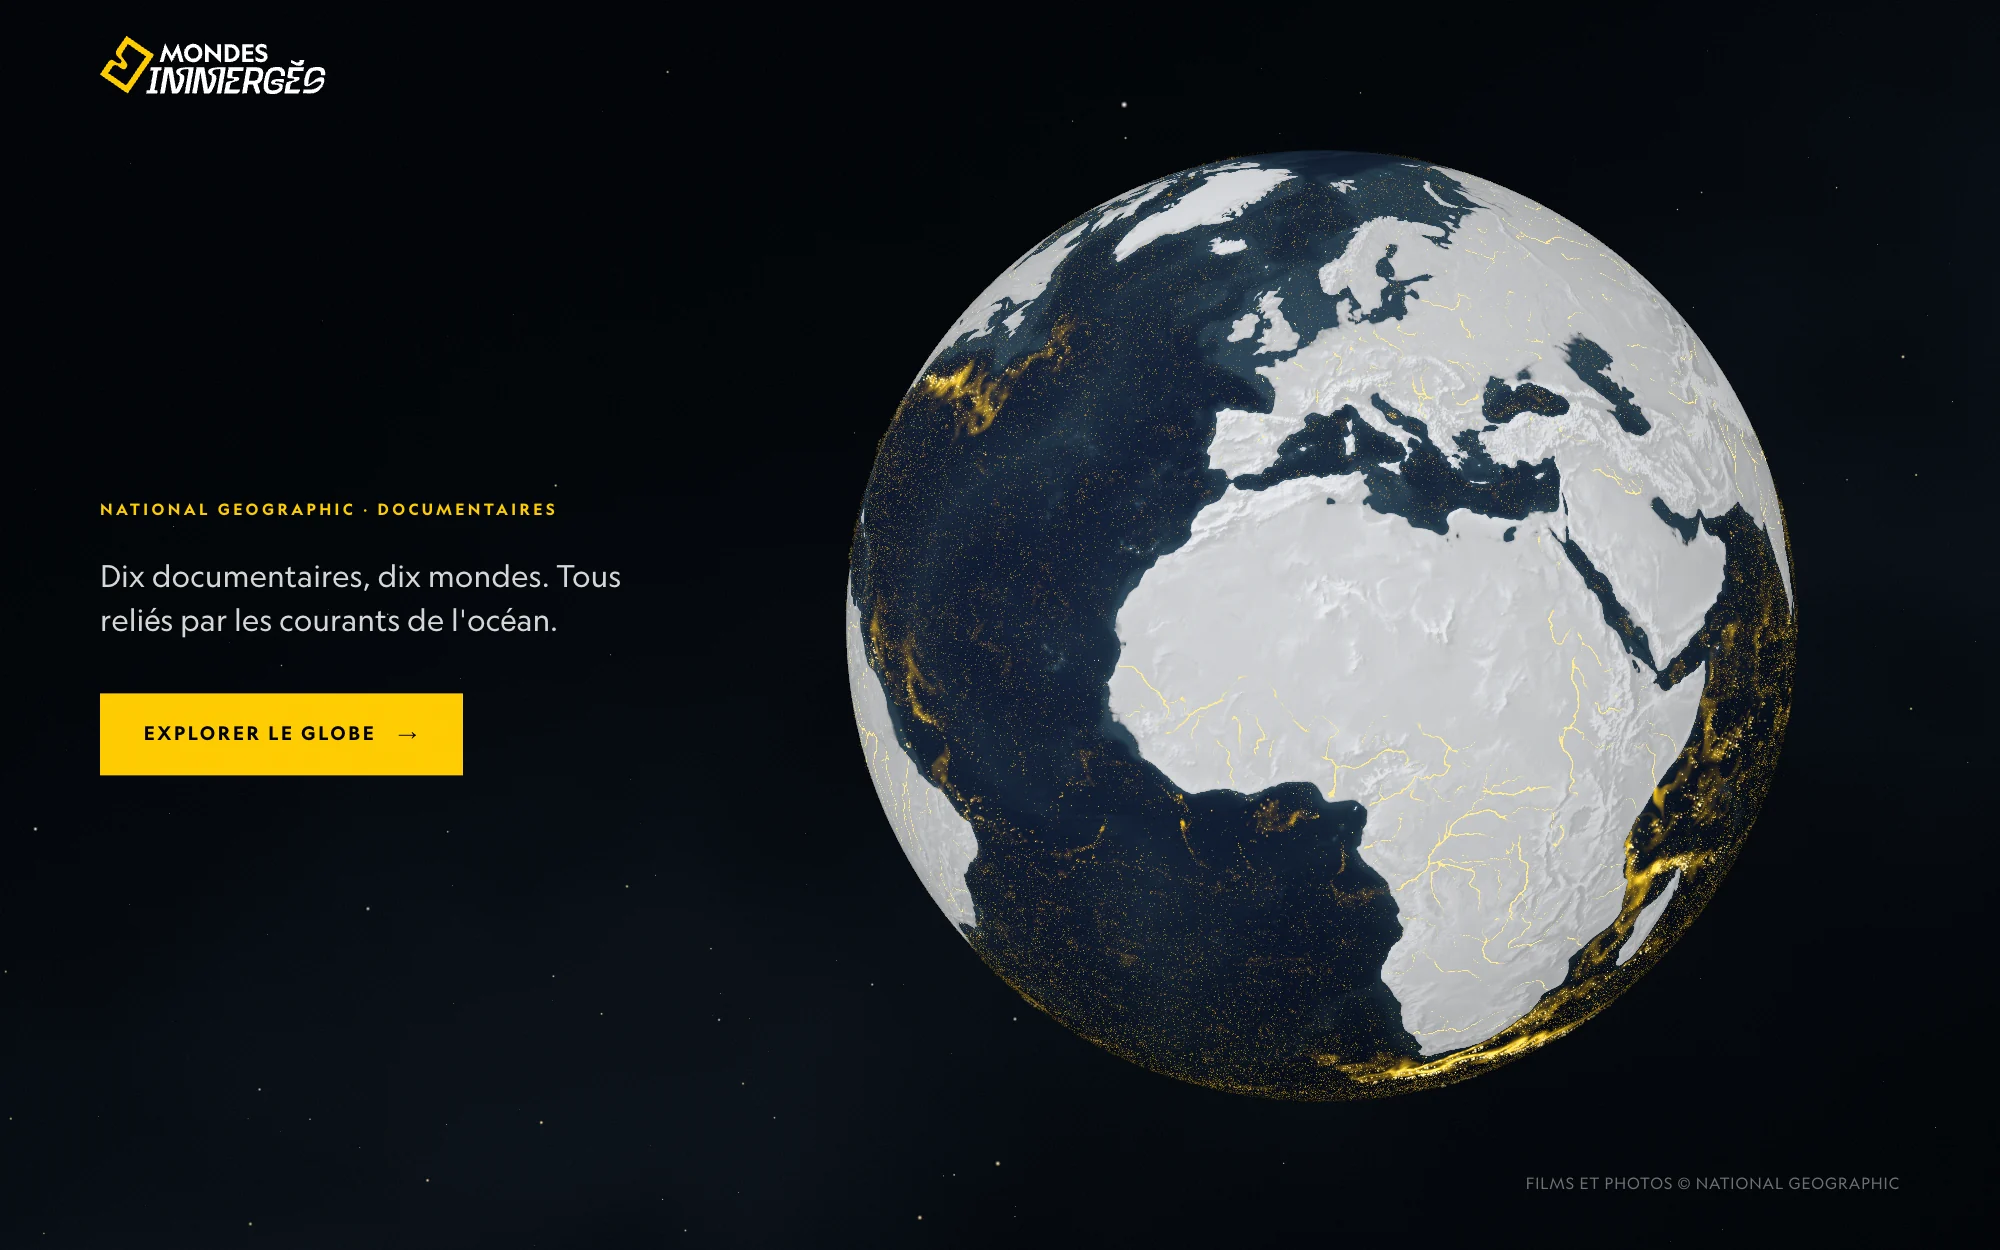 MONDES
IMMERGÉS
NATIONAL GEOGRAPHIC · DOCUMENTAIRES
Dix documentaires, dix mondes. Tous
reliés par les courants de l'océan.
EXPLORER LE GLOBE →
FILMS ET PHOTOS © NATIONAL GEOGRAPHIC